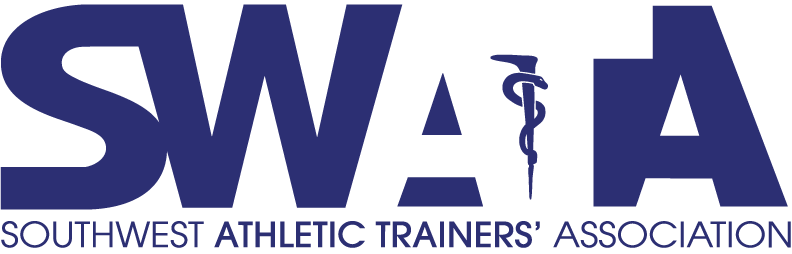 SWATA
SOUTHWEST ATHLETIC TRAINERS' ASSOCIATION